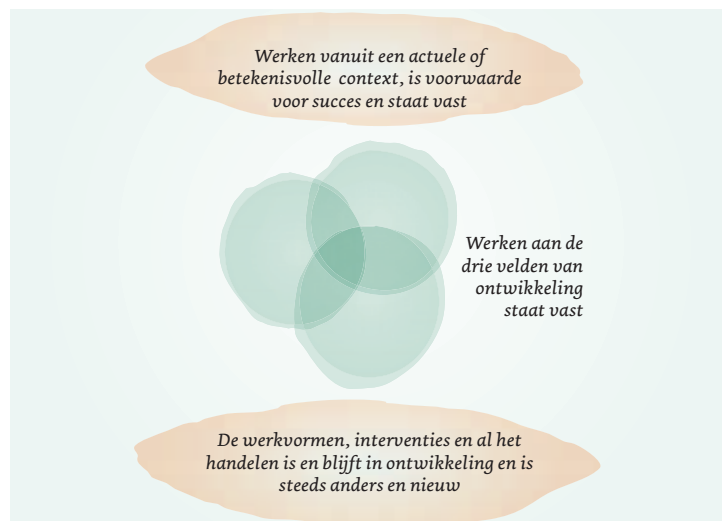 Werken vanuit een actuele of
betekenisvolle context, is voorwaarde
voor succes en staat vast
Werken aan de
drie velden van
ontwikkeling
staat vast
De werkvormen, interventies en al het
handelen is en blijft in ontwikkeling en is
steeds anders en nieuw